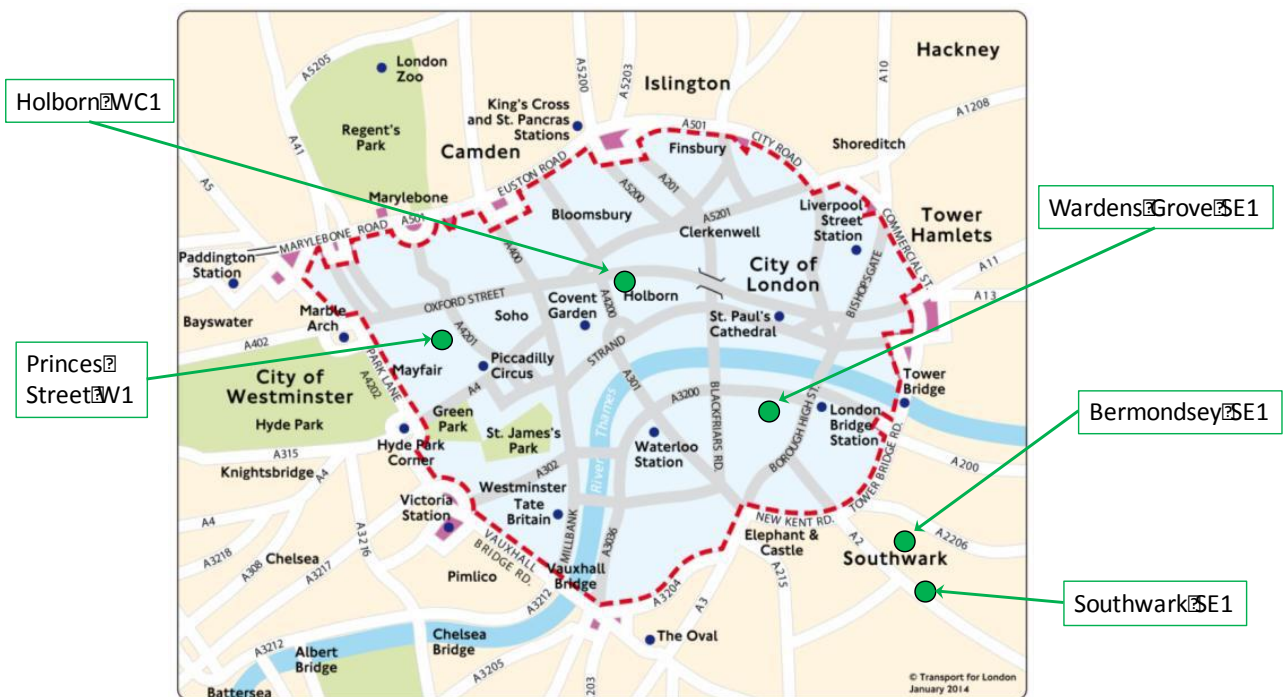 Hackney
London
Zoo
A5205
A5200
A5203
A10
Islington
Holborn WC1
King's Cross
and St. Pancras
Stations
A1208
A41
Regent's
Park
A501
CITY ROAD
Shoreditch
Finsbury
Camden
A5
EUSTON ROAD
A201
A5200
Marylebone
A501
Bloomsbury
A5201
Liverpool
Street
Station
COMMERCIAL ST.
Tower
Hamlets
Wardens Grove SE1
Clerkenwell
MARYLEBONE ROAD
A400
A11
Paddington
Station
City of
London
BISHOPSGATE
OXFORD STREET
Covent
Garden
A4200
Holborn
A13
Bayswater
Marble
Arch
Soho
St. Paul's
Cathedral
A4201
STRAND
A402
Princes
Street W1
PARK LANE
Mayfair
Piccadilly
Circus
Tower
Bridge
City of
Westminster
A4202
A4
A301
A3200
BLACKFRIARS RD.
BOROUGH HIGH ST.
London
Bridge
Station
Bermondsey SE1
Hyde Park
Green
Park
St. James's
Park
River Thames
Waterloo
Station
Hyde Park
Corner
TOWER BRIDGE RD.
A315
A200
Knightsbridge
A4
A302
Westminster
Victoria
Station
Tate
Britain
MILLBANK
A3036
NEW KENT RD.
A4
A3216
VAUXHALL
BRIDGE RD.
Elephant &
Castle
A2
A2206
A3218
A308
Chelsea
A3217
Southwark
Pimlico
Vauxhall
Bridge
A3204
A3
A215
Southwark SE1
A3212
A3212
Chelsea
Bridge
The Oval
Albert
Bridge
A3205
Battersea
203
© Transport for London
January 2014